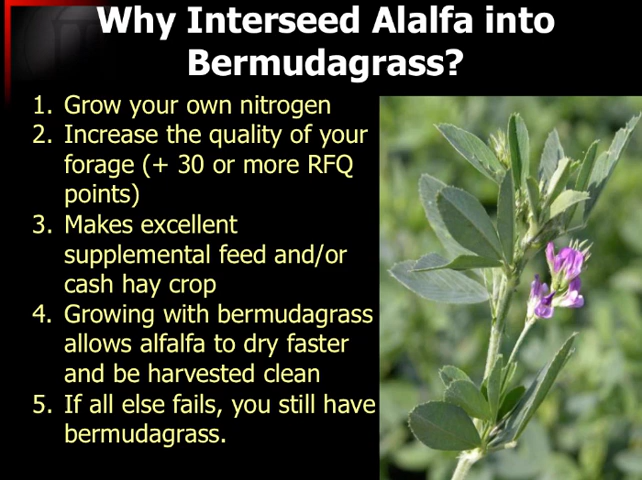 Why Interseed Alalfa into
Bermudagrass?
1. Grow your own nitrogen
2. Increase the quality of your
forage (+ 30 or more RFQ
points)
3. Makes excellent
supplemental feed and/or
cash hay crop
4. Growing with bermudagrass
allows alfalfa to dry faster
and be harvested clean
5. If all else fails, you still have
bermudagrass.